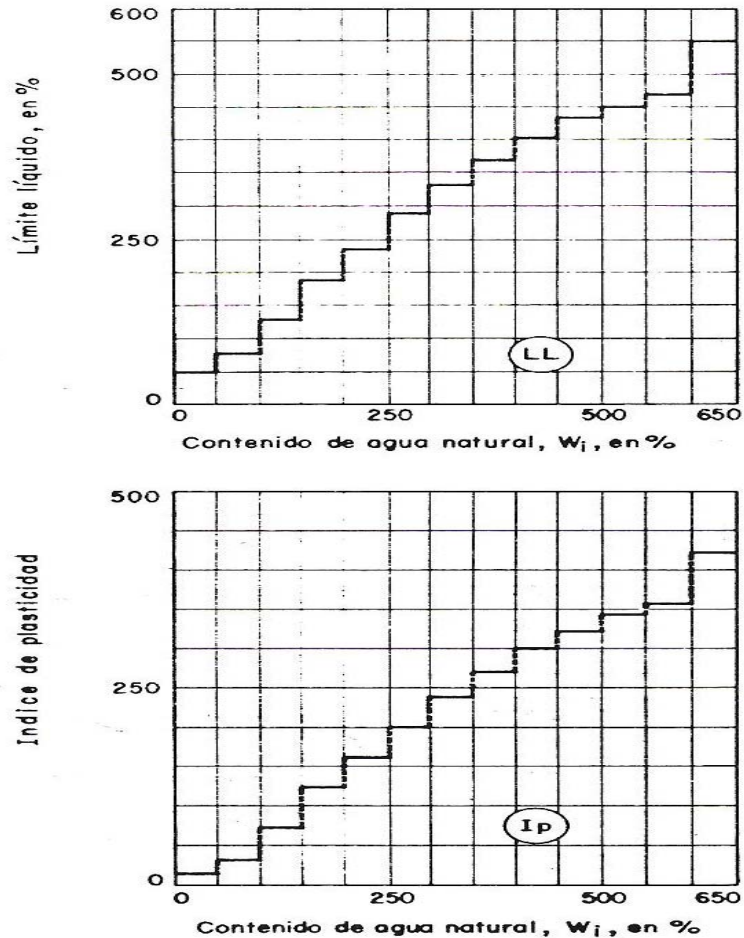 600
500
Límite líquido, en %
250
LL
0
0 250 500 650
Contenido de agua natural, Wi, en %
500
Indice de plasticidad
250
Ip
0
0 250 500 650
Contenido de agua natural, Wi, en %